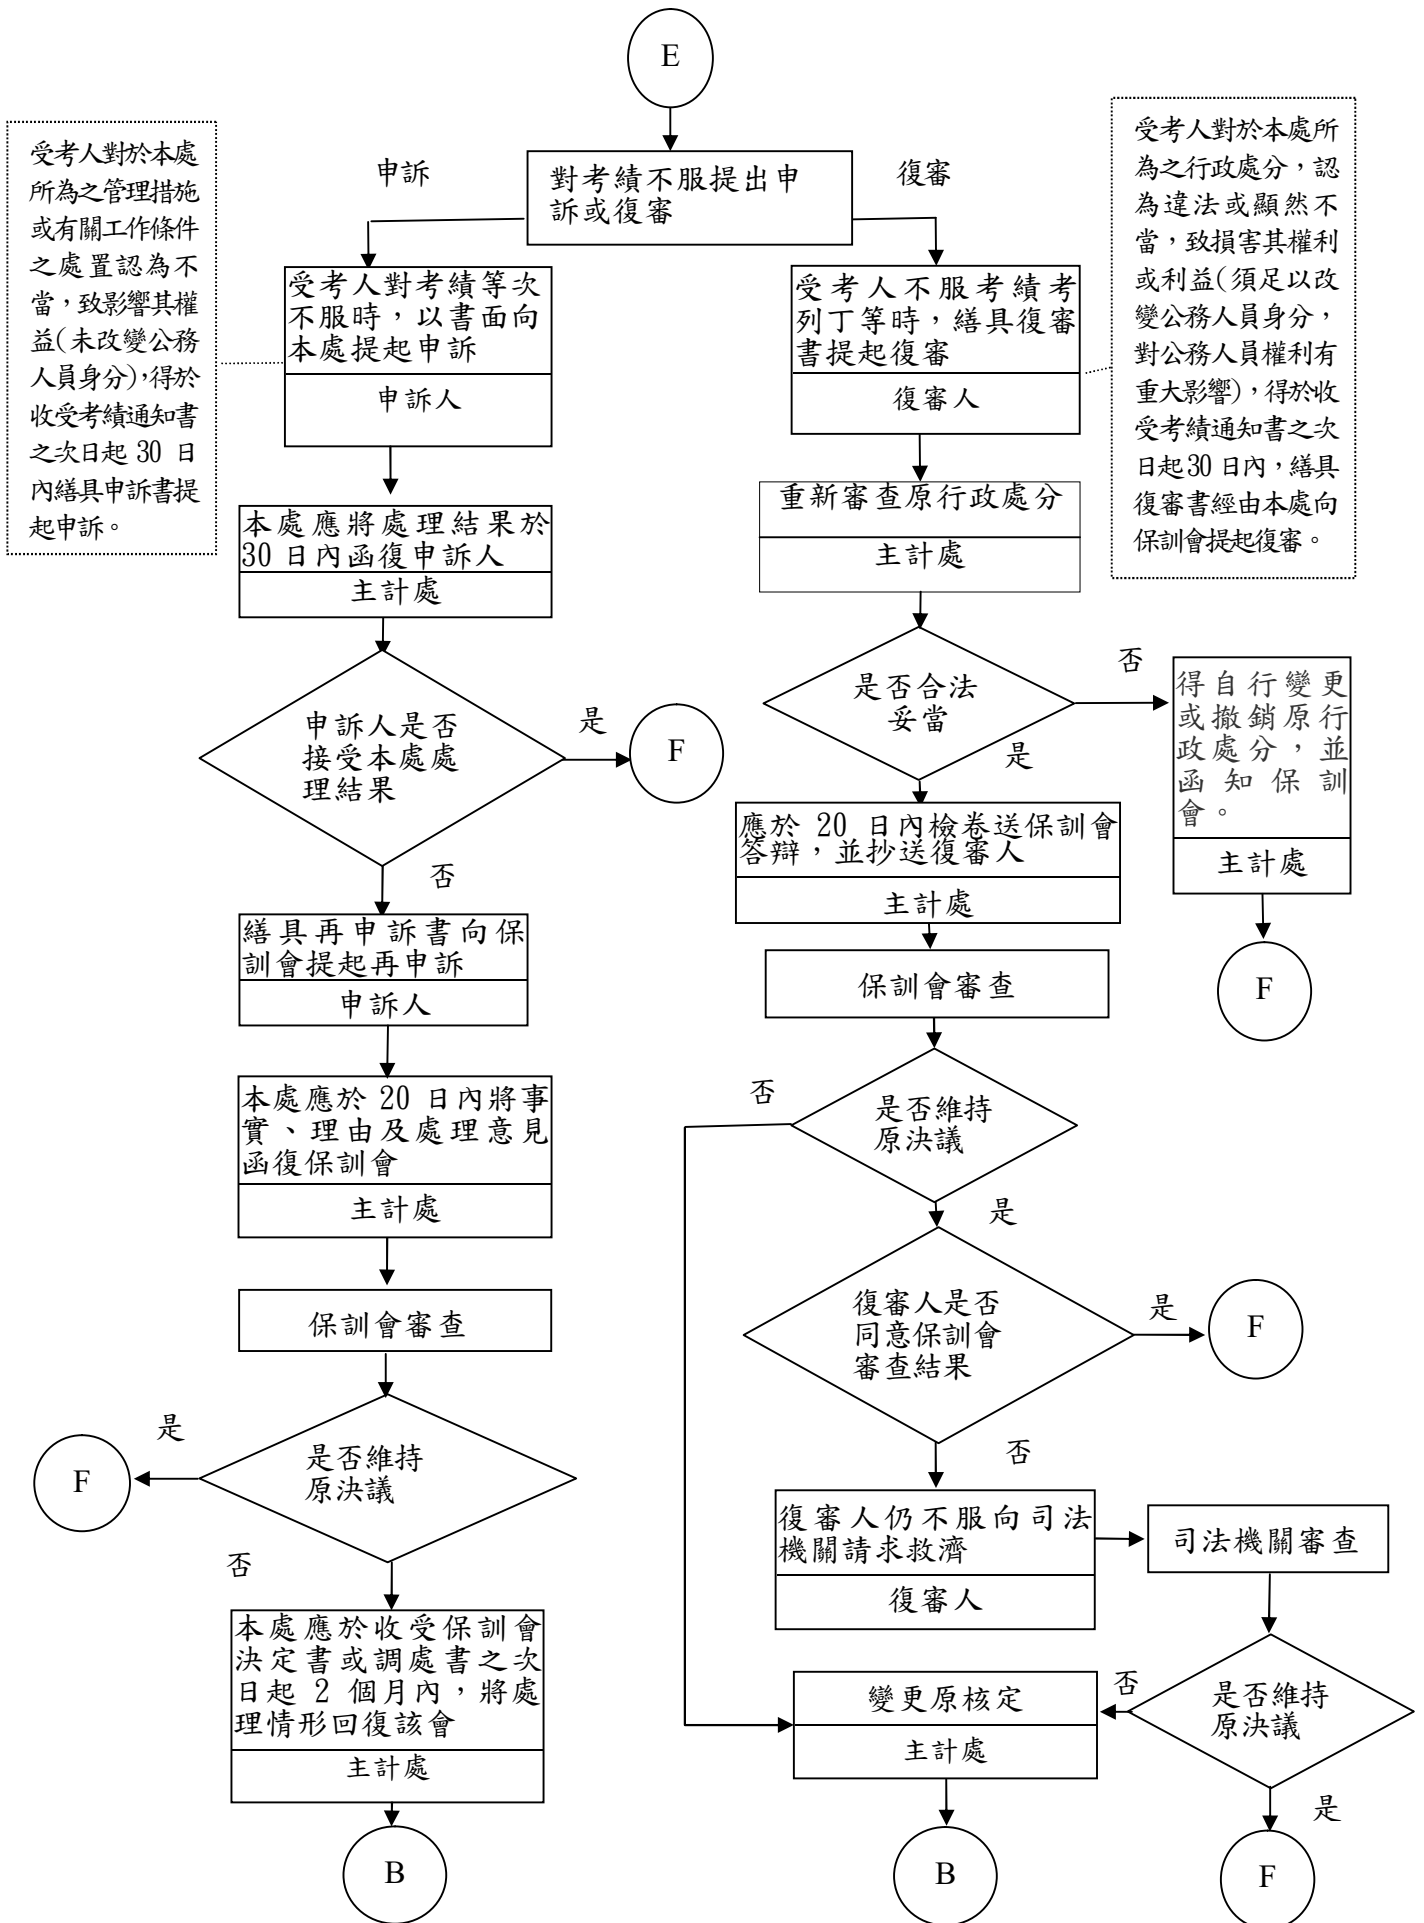 E
受考人對於本處
所為之管理措施
或有關工作條件
之處置認為不
當，致影響其權
益(未改變公務
人員身分),得於
收受考績通知書
之次日起 30 日
內繕具申訴書提
起申訴。
申訴
對考績不服提出申
訴或復審
復審
受考人對於本處所
為之行政處分，認
為違法或顯然不
當，致損害其權利
或利益(須足以改
變公務人員身分，
對公務人員權利有
重大影響)，得於收
受考績通知書之次
日起30日內，繕具
復審書經由本處向
保訓會提起復審。
受考人對考績等次
不服時，以書面向
本處提起申訴
申訴人
受考人不服考績考
列丁等時，繕具復審
書提起復審
復審人
本處應將處理結果於
30 日內函復申訴人
主計處
重新審查原行政處分
主計處
申訴人是否
接受本處處
理結果
是
F
否
是否合法
妥當
否
是
得自行變更
或撤銷原行
政處分，並
函知保訓
會。
主計處
F
繕具再申訴書向保
訓會提起再申訴
申訴人
應於 20 日內檢卷送保訓會
答辯，並抄送復審人
主計處
保訓會審查
本處應於 20 日內將事
實、理由及處理意見
函復保訓會
主計處
否
是否維持
原決議
是
保訓會審查
復審人是否
同意保訓會
審查結果
是
F
否
是
F
是否維持
原決議
否
復審人仍不服向司法
機關請求救濟
復審人
司法機關審查
本處應於收受保訓會
決定書或調處書之次
日起 2 個月內，將處
理情形回復該會
主計處
B
變更原核定
主計處
B
否
是否維持
原決議
是
F